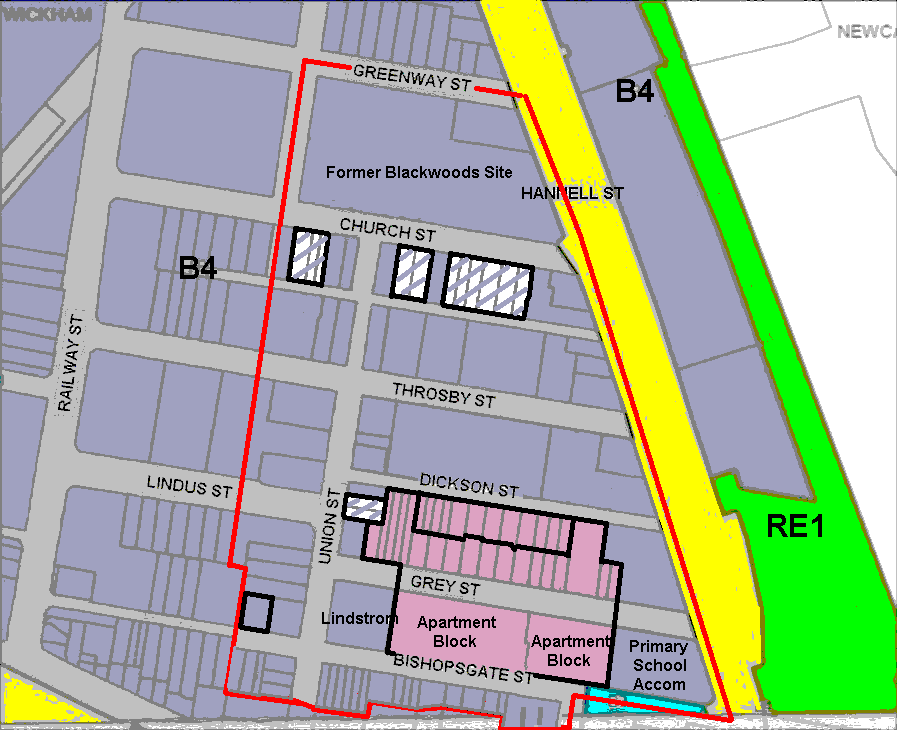 WICKHAM
NEWCA
GREENWAY ST
B4
Former Blackwoods Site
HANNELL ST
CHURCH ST
B4
RAILWAY ST
THROSBY ST
LINDUS ST
DICKSON ST
UNION ST
RE1
GREY ST
Lindstrom
Apartment
Block
Apartment
Block
Primary
School
Accom
BISHOPSGATE ST